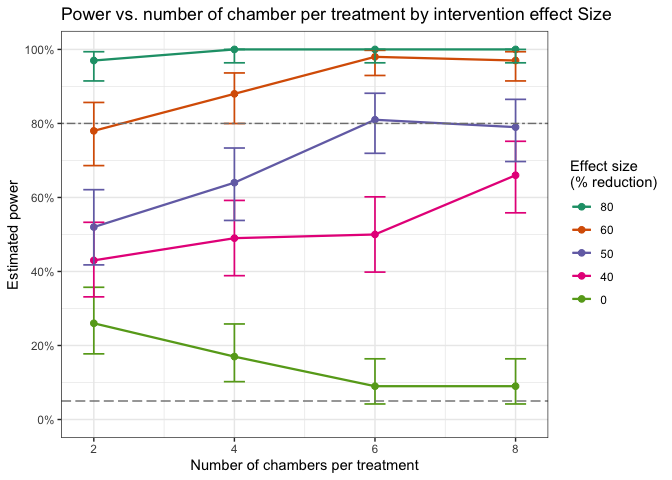 Power vs. number of chamber per treatment by intervention effect Size
100%
80%
60%
40%
20%
0%
Estimated power
2 4 6 8
Number of chambers per treatment
Effect size
(% reduction)
80
60
50
40
0